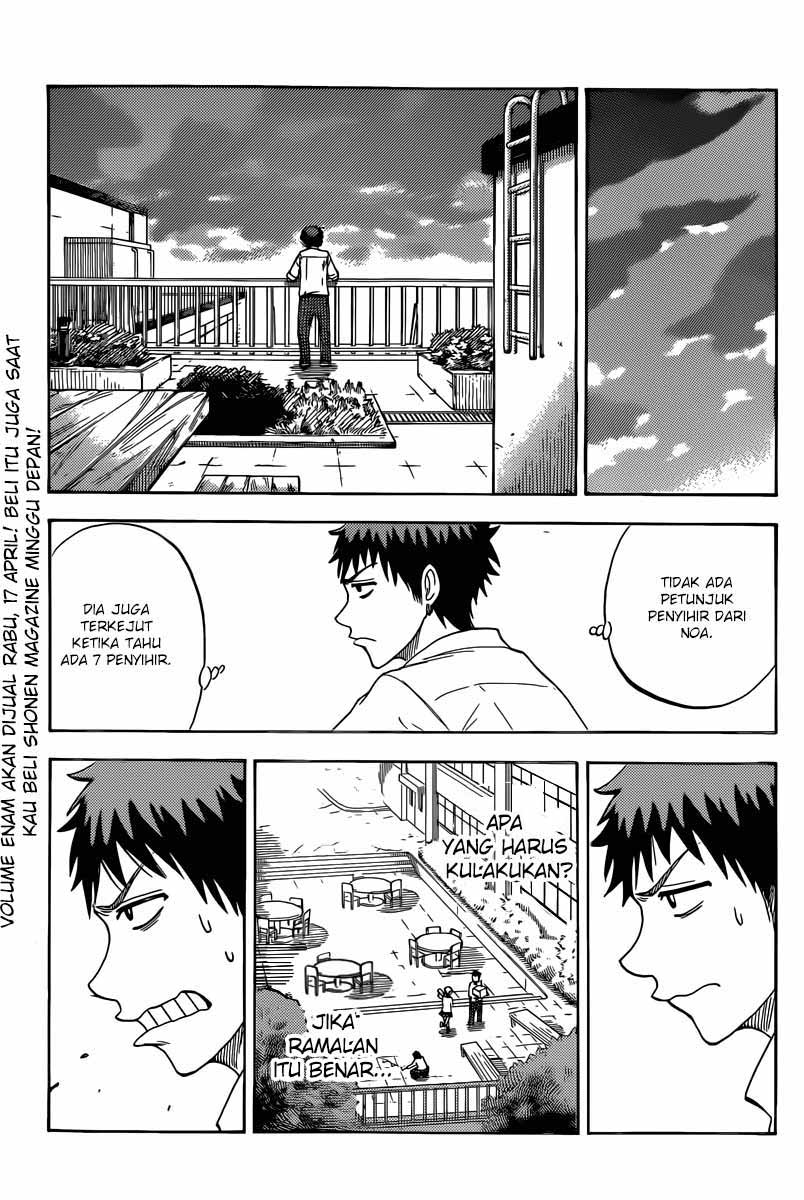 TIDAK ADA
PETUNJUK
PENYIHIR DARI
NOA.
DIA JUGA
TERKEJUT
KETIKA TAHU
ADA 7 PENYIHIR.
APA
YANG HARUS
KULAKUKAN?
JIKA
RAMALAN
ITU BENAR...
VOLUME ENAM AKAN DIJUAL RABU, 17 APRIL! BELI ITU JUGA SAAT
KAU BELI SHONEN MAGAZINE MINGGU DEPAN!